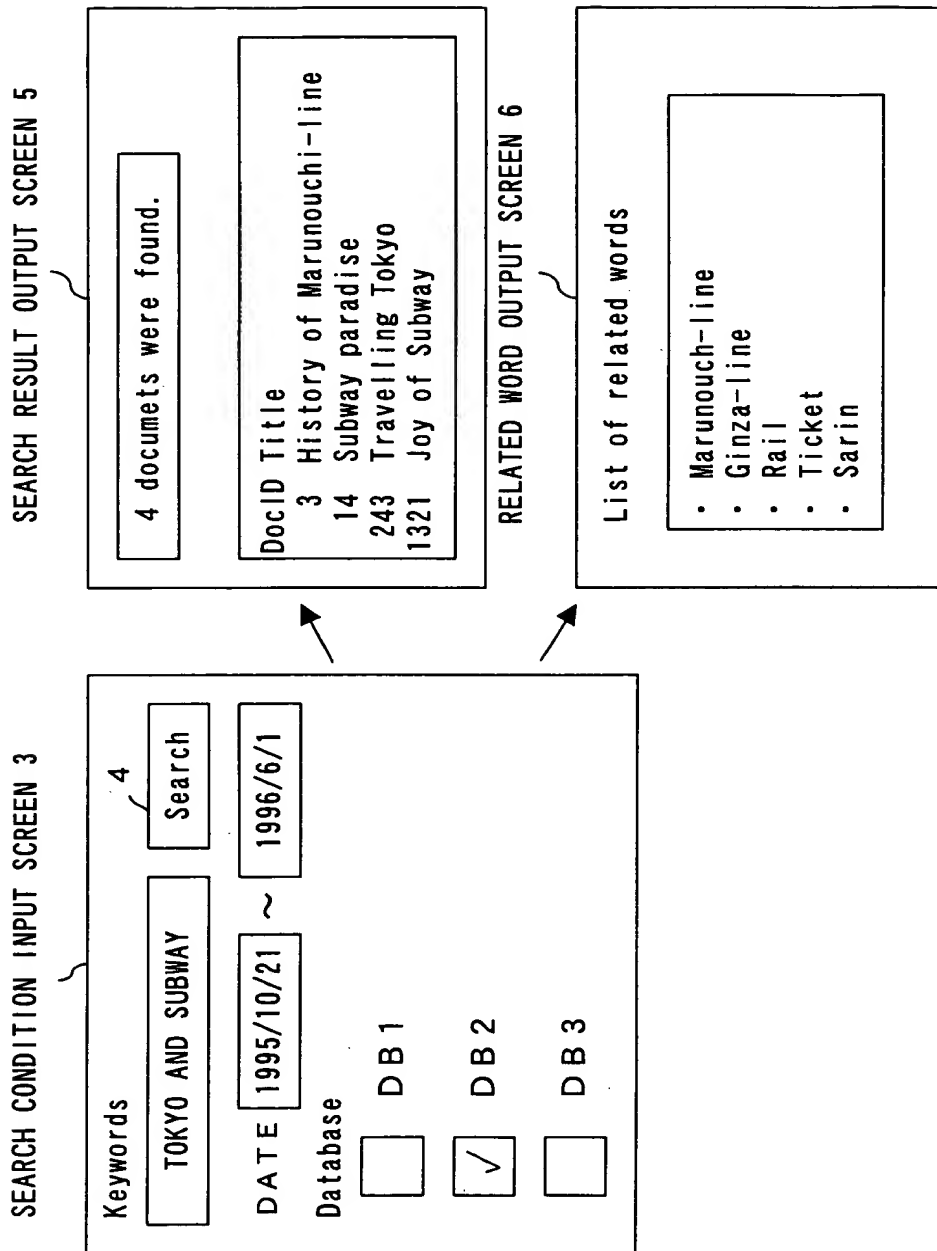 SEARCH CONDITION INPUT SCREEN 3
Keywords
TOKYO AND SUBWAY
4
Search
DATE 1995/10/21 ~ 1996/6/1
Database
DB1
√ DB2
DB3
SEARCH RESULT OUTPUT SCREEN 5
4 documets were found.
DocID Title
3 History of Marunouchi-line
14 Subway paradise
243 Travelling Tokyo
1321 Joy of Subway
RELATED WORD OUTPUT SCREEN 6
List of related words
• Marunouch-line
• Ginza-line
• Rail
• Ticket
• Sarin